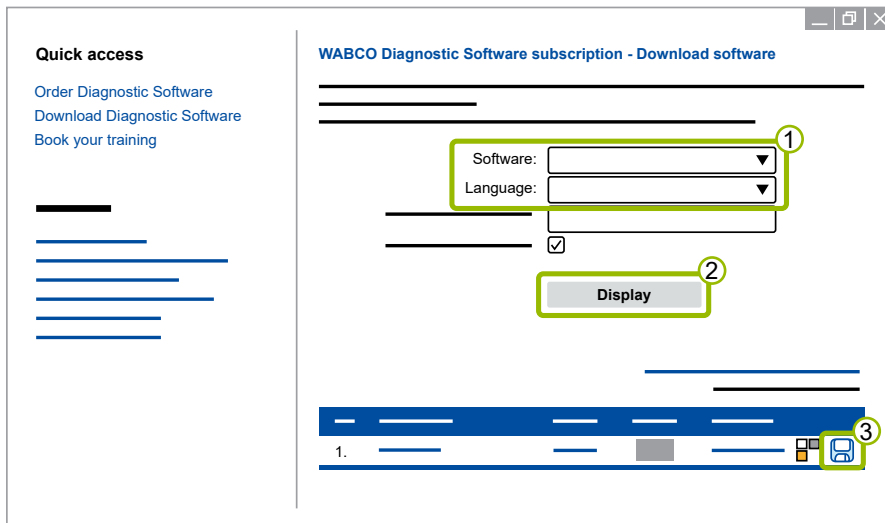 Quick access
Order Diagnostic Software
Download Diagnostic Software
Book your training
WABCO Diagnostic Software subscription - Download software
1
Software:
Language:
2
Display
3
1.